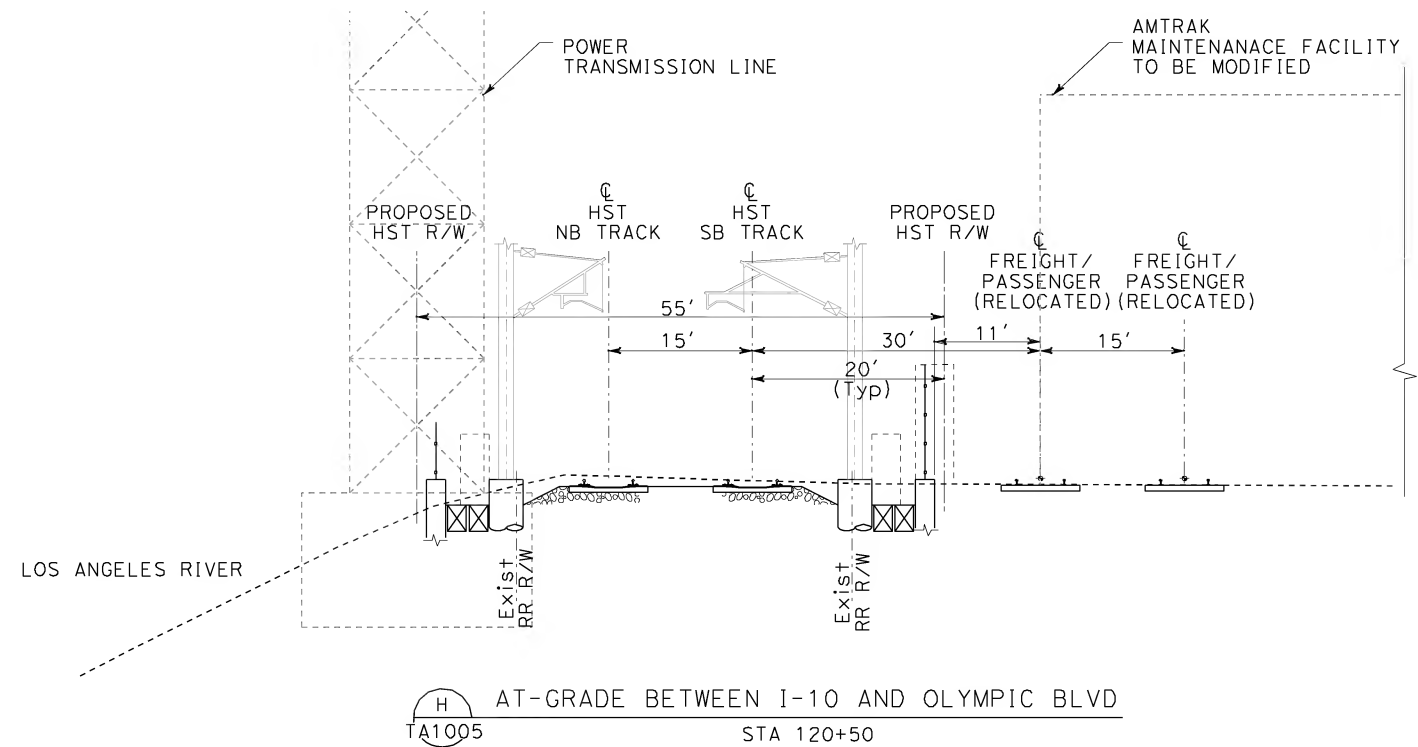 POWER
TRANSMISSION LINE
AMTRAK
MAINTENANACE FACILITY
TO BE MODIFIED
PROPOSED
HST R/W
℄
HST
NB TRACK
℄
HST
SB TRACK
PROPOSED
HST R/W
℄
FREIGHT/
PASSENGER
(RELOCATED)
℄
FREIGHT/
PASSENGER
(RELOCATED)
55'
15'
30'
11'
15'
20'
(Typ)
LOS ANGELES RIVER
Exist
RR R/W
Exist
RR R/W
H
TA1005
AT-GRADE BETWEEN I-10 AND OLYMPIC BLVD
STA 120+50